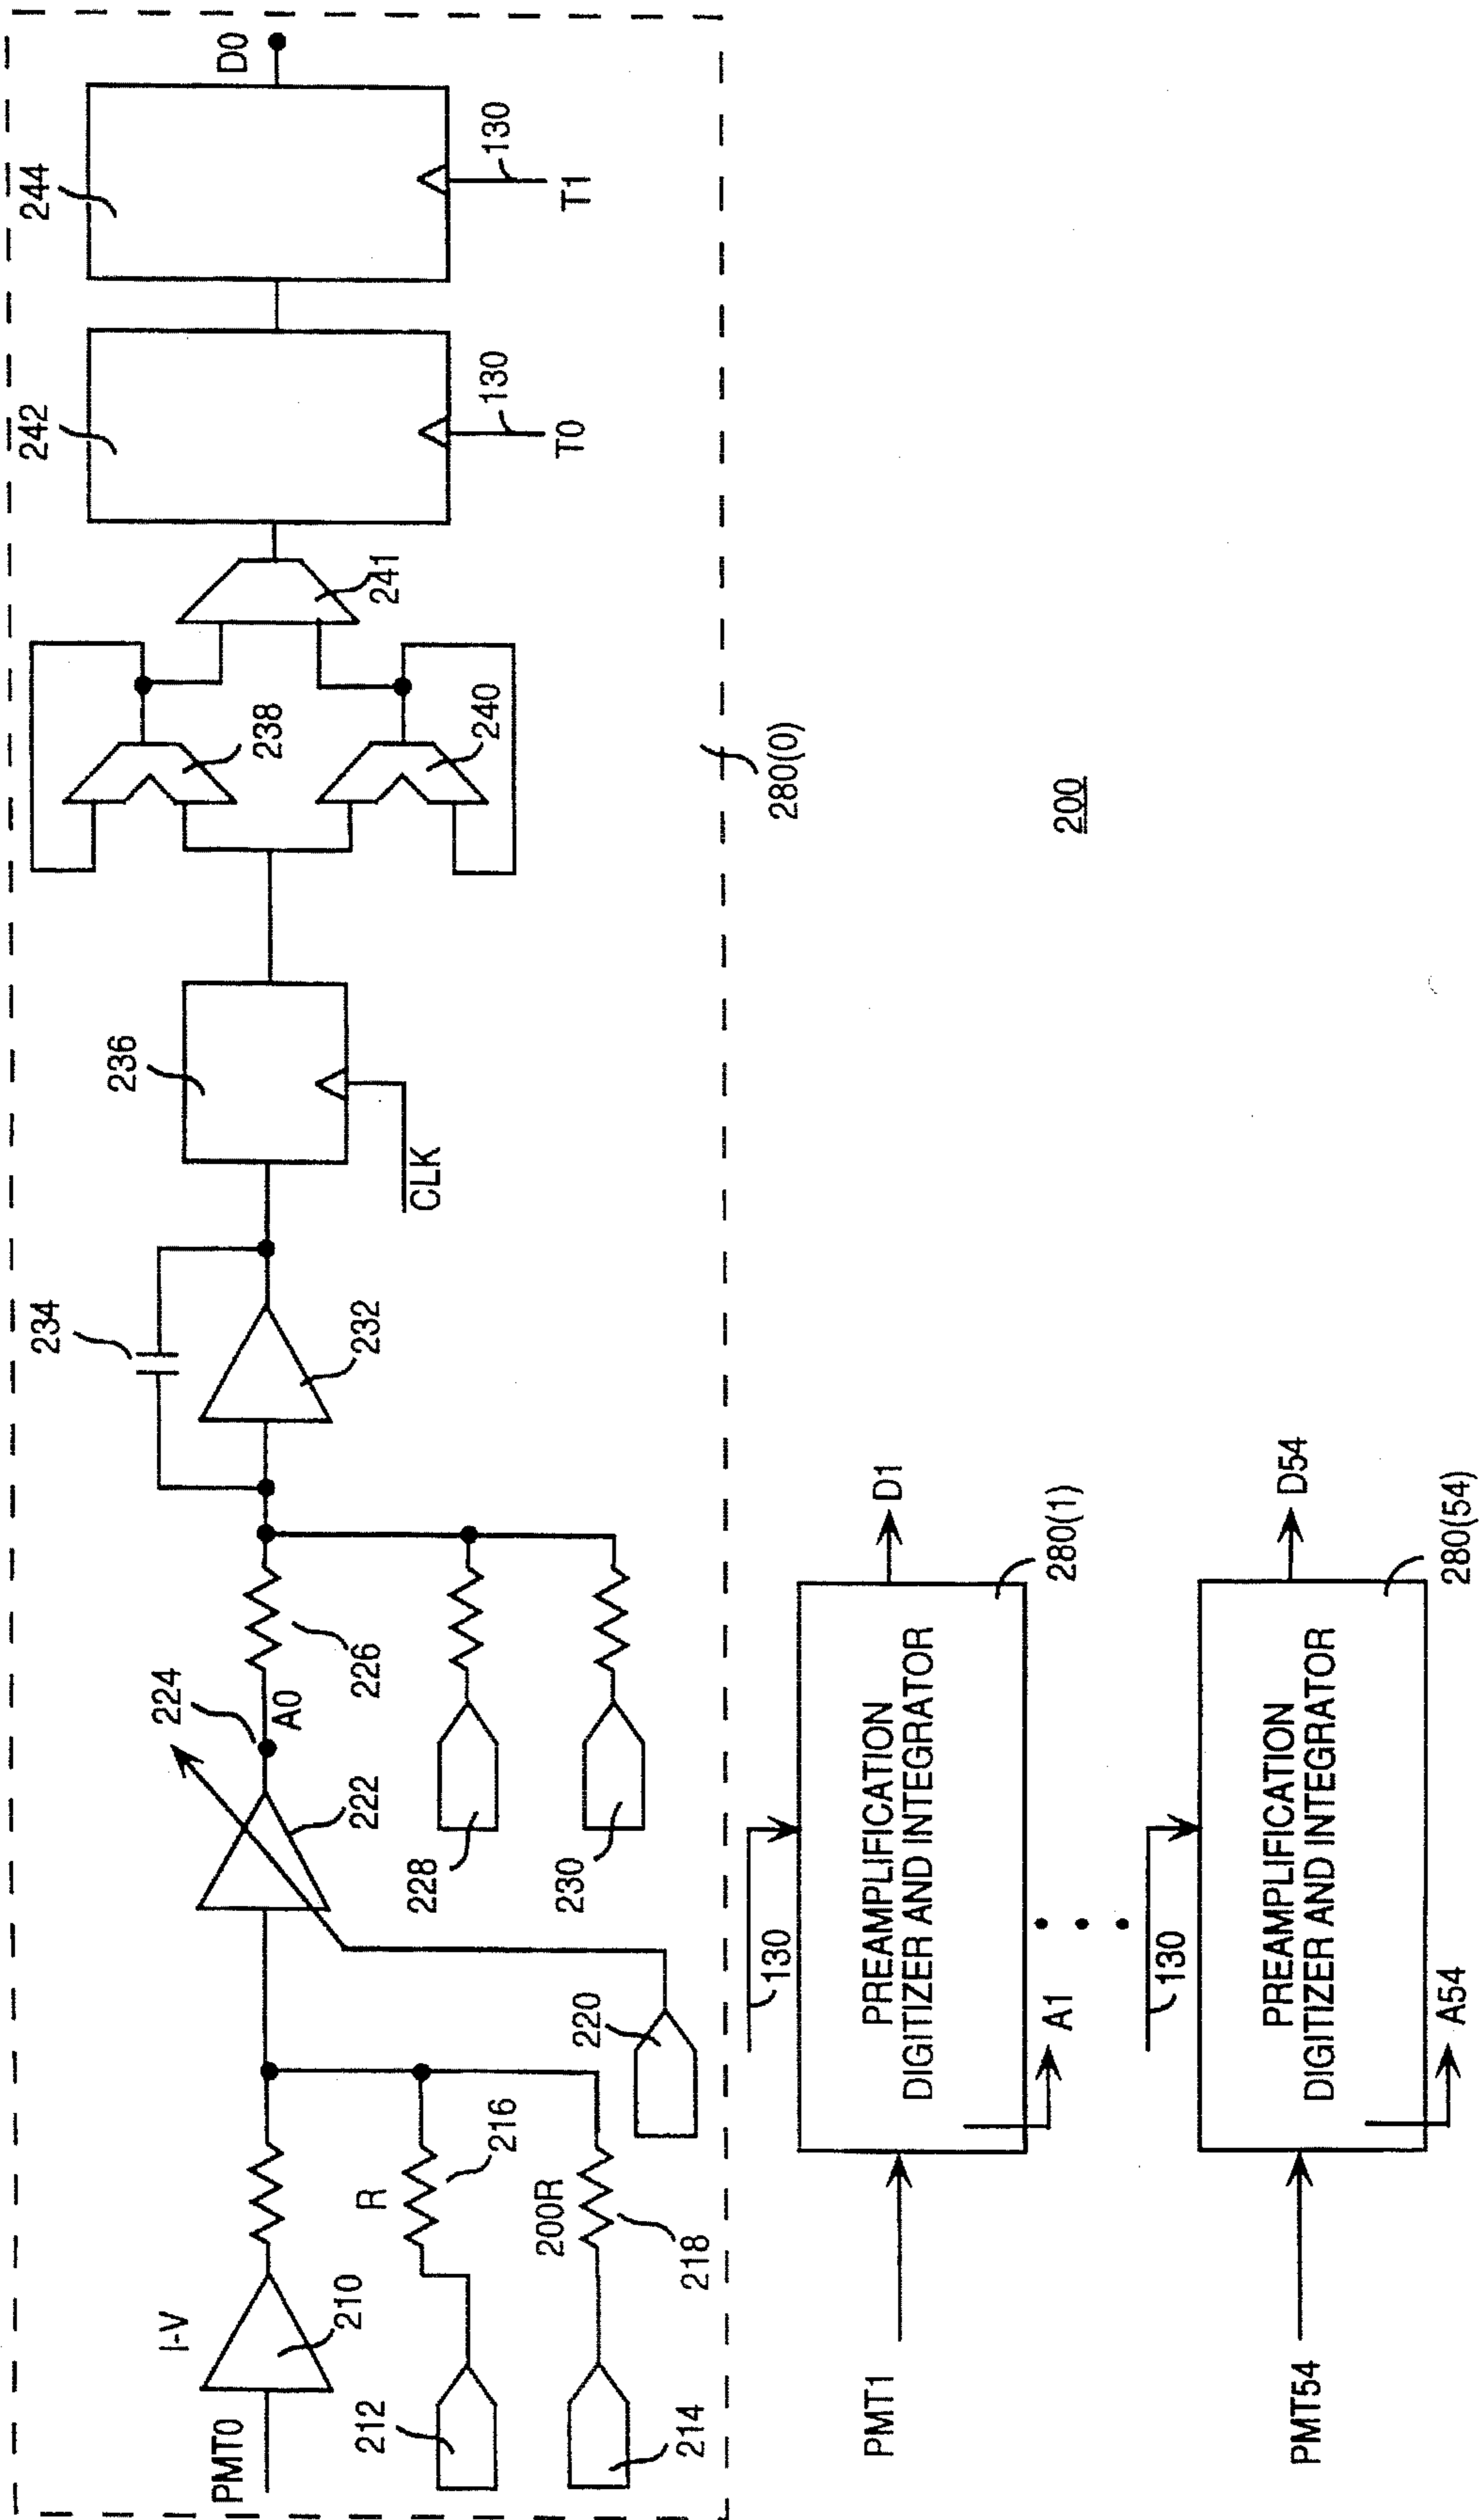 PMT0
I-V
210
212
214
R
216
200R
218
220
222
224
A0
226
228
230
234
232
236
CLK
238
240
241
242
130
T0
244
130
T1
D0
280(0)
200
PMT1
130
PREAMPLIFICATION
DIGITIZER AND INTEGRATOR
A1
D1
280(1)
PMT54
130
PREAMPLIFICATION
DIGITIZER AND INTEGRATOR
A54
D54
280(54)